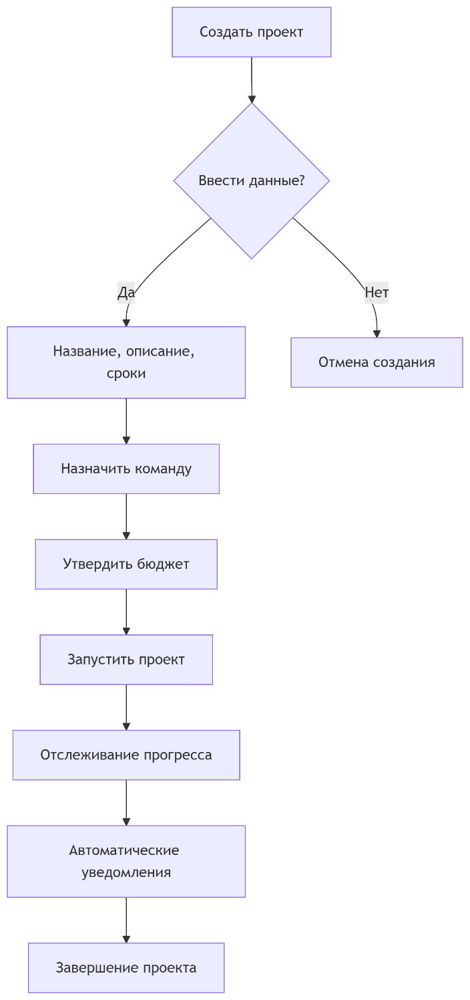 Создать проект
Ввести данные?
Да
Нет
Название, описание,
сроки
Отмена создания
Назначить команду
Утвердить бюджет
Запустить проект
Отслеживание прогресса
Автоматические
уведомления
Завершение проекта